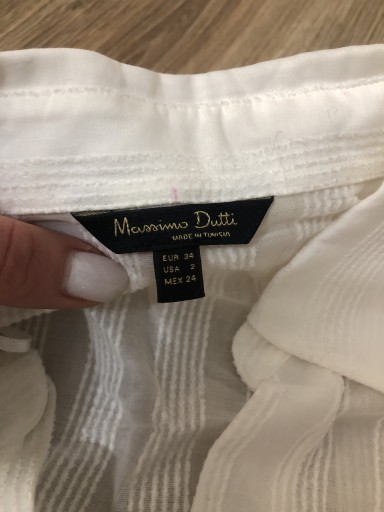 Massimo Dutti
MADE IN TUNISIA
EUR 34
USA 2
MEX 24